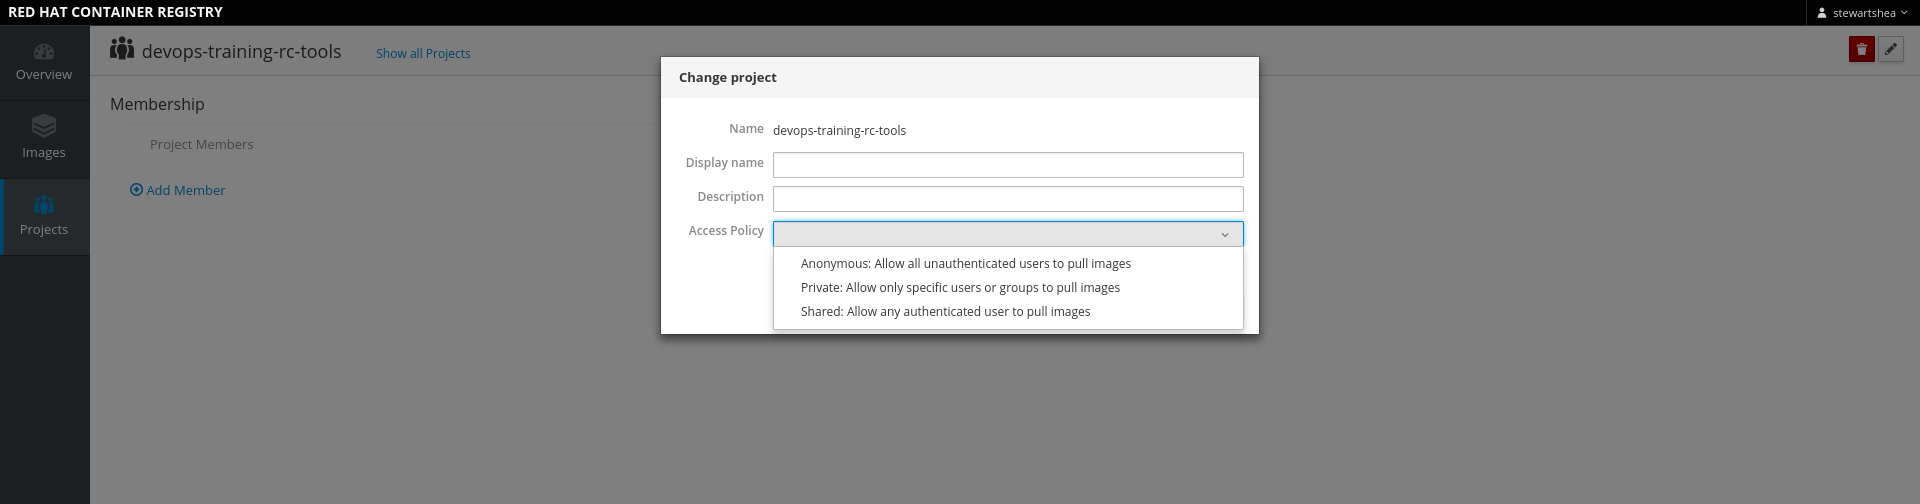 RED HAT CONTAINER REGISTRY
stewartshea
Overview
Images
Projects
devops-training-rc-tools
Show all Projects
Membership
Project Members
Add Member
Change project
Name devops-training-rc-tools
Display name
Description
Access Policy
Anonymous: Allow all unauthenticated users to pull images
Private: Allow only specific users or groups to pull images
Shared: Allow any authenticated user to pull images